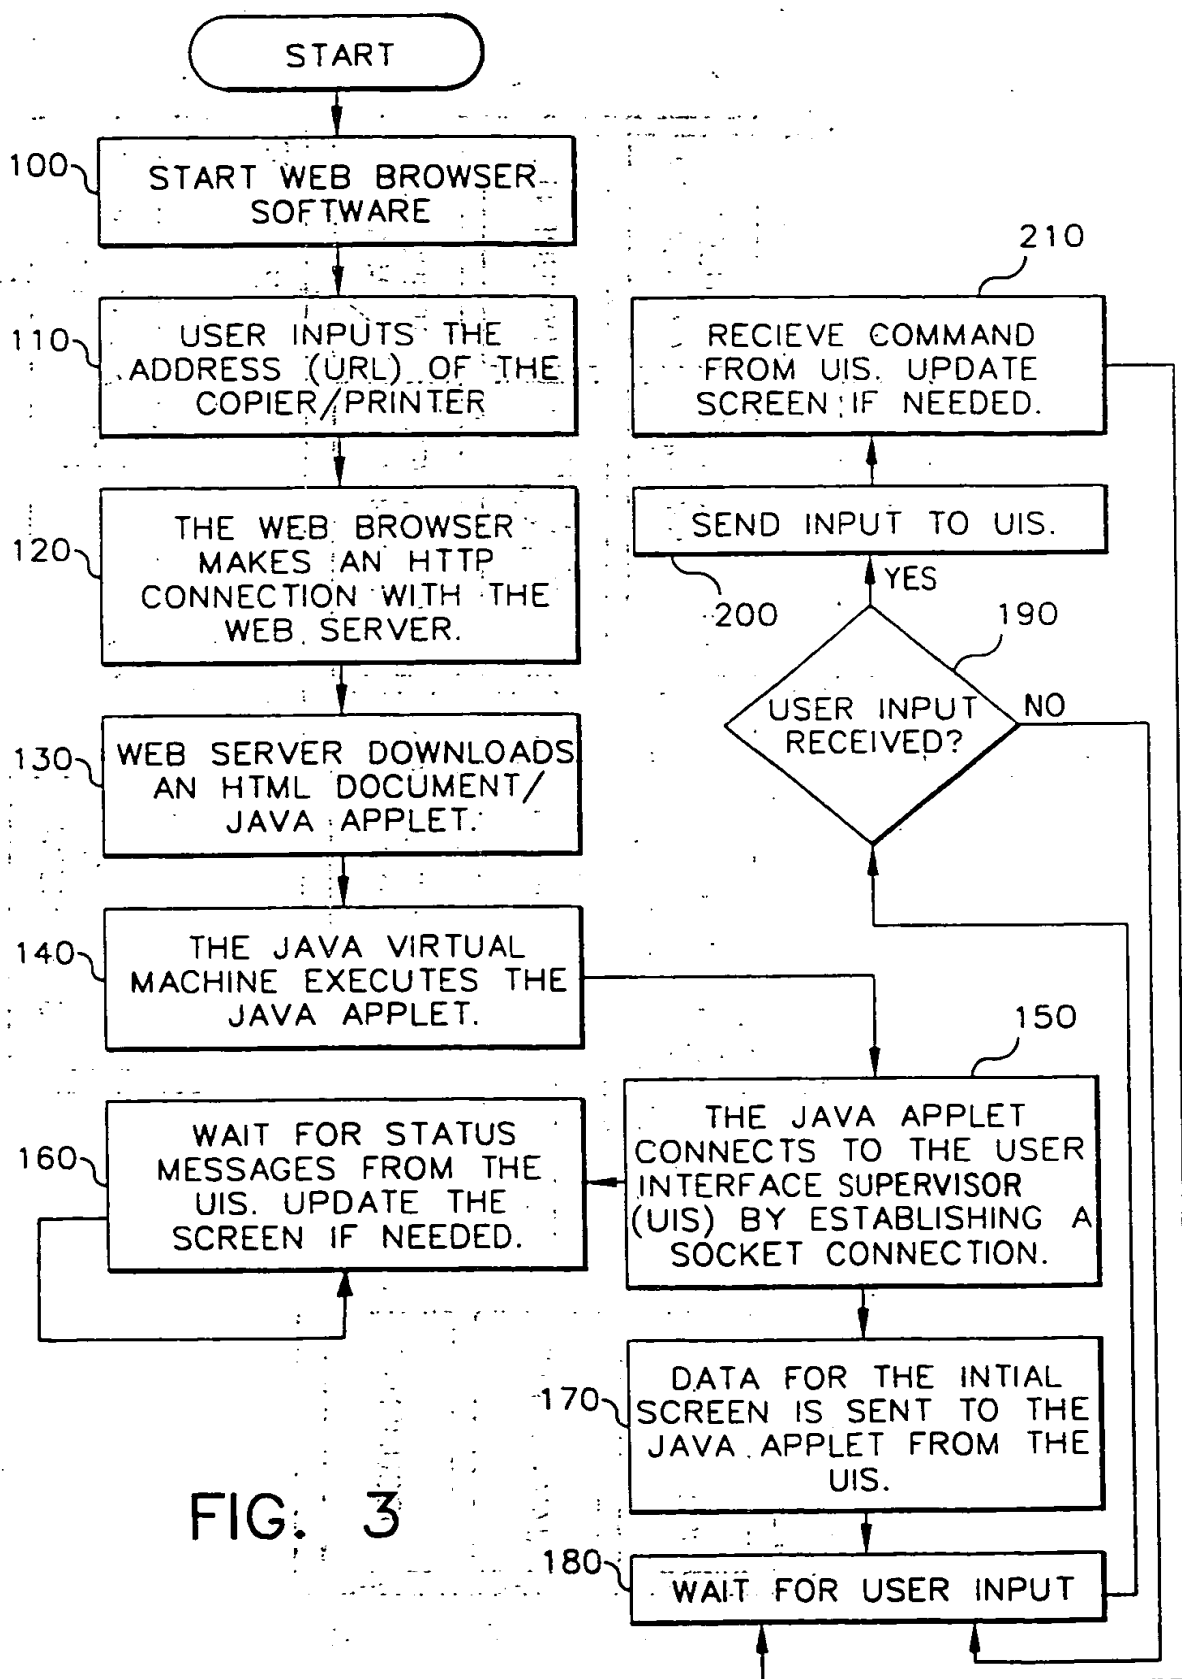 START
100
START WEB BROWSER
SOFTWARE
110
USER INPUTS THE
ADDRESS (URL) OF THE
COPIER/PRINTER
120
THE WEB BROWSER
MAKES AN HTTP
CONNECTION WITH THE
WEB SERVER.
130
WEB SERVER DOWNLOADS
AN HTML DOCUMENT/
JAVA APPLET.
140
THE JAVA VIRTUAL
MACHINE EXECUTES THE
JAVA APPLET.
150
THE JAVA APPLET
CONNECTS TO THE USER
INTERFACE SUPERVISOR
(UIS) BY ESTABLISHING A
SOCKET CONNECTION.
160
WAIT FOR STATUS
MESSAGES FROM THE
UIS. UPDATE THE
SCREEN IF NEEDED.
170
DATA FOR THE INTIAL
SCREEN IS SENT TO THE
JAVA APPLET FROM THE
UIS.
180
WAIT FOR USER INPUT
190
USER INPUT
RECEIVED?
NO
YES
200
SEND INPUT TO UIS.
210
RECIEVE COMMAND
FROM UIS. UPDATE
SCREEN IF NEEDED.
FIG. 3